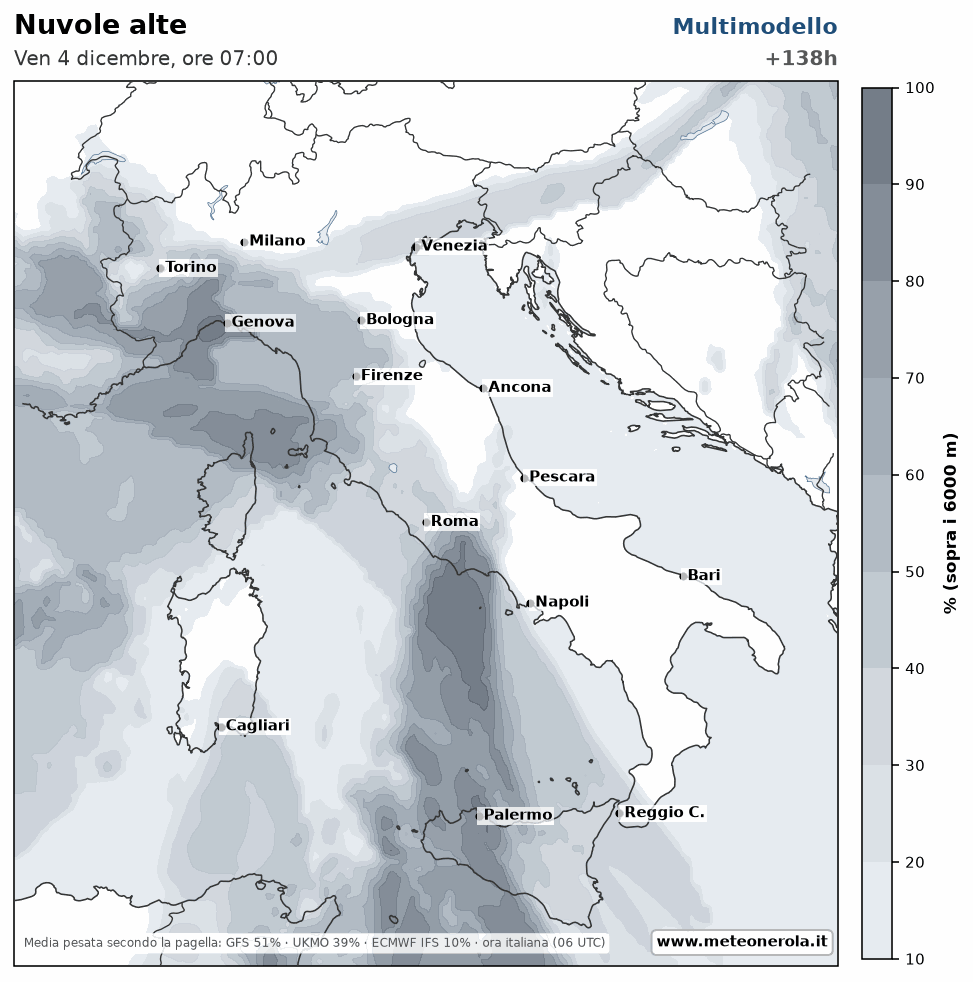 Nuvole alte
Multimodello
Ven 4 dicembre, ore 07:00
+138h
100
90
80
70
60
50
40
30
20
10
% (sopra i 6000 m)
Milano
Venezia
Torino
Genova
Bologna
Firenze
Ancona
Pescara
Roma
Bari
Napoli
Cagliari
Palermo
Reggio C.
Media pesata secondo la pagella: GFS 51% · UKMO 39% · ECMWF IFS 10% · ora italiana (06 UTC)
www.meteonerola.it